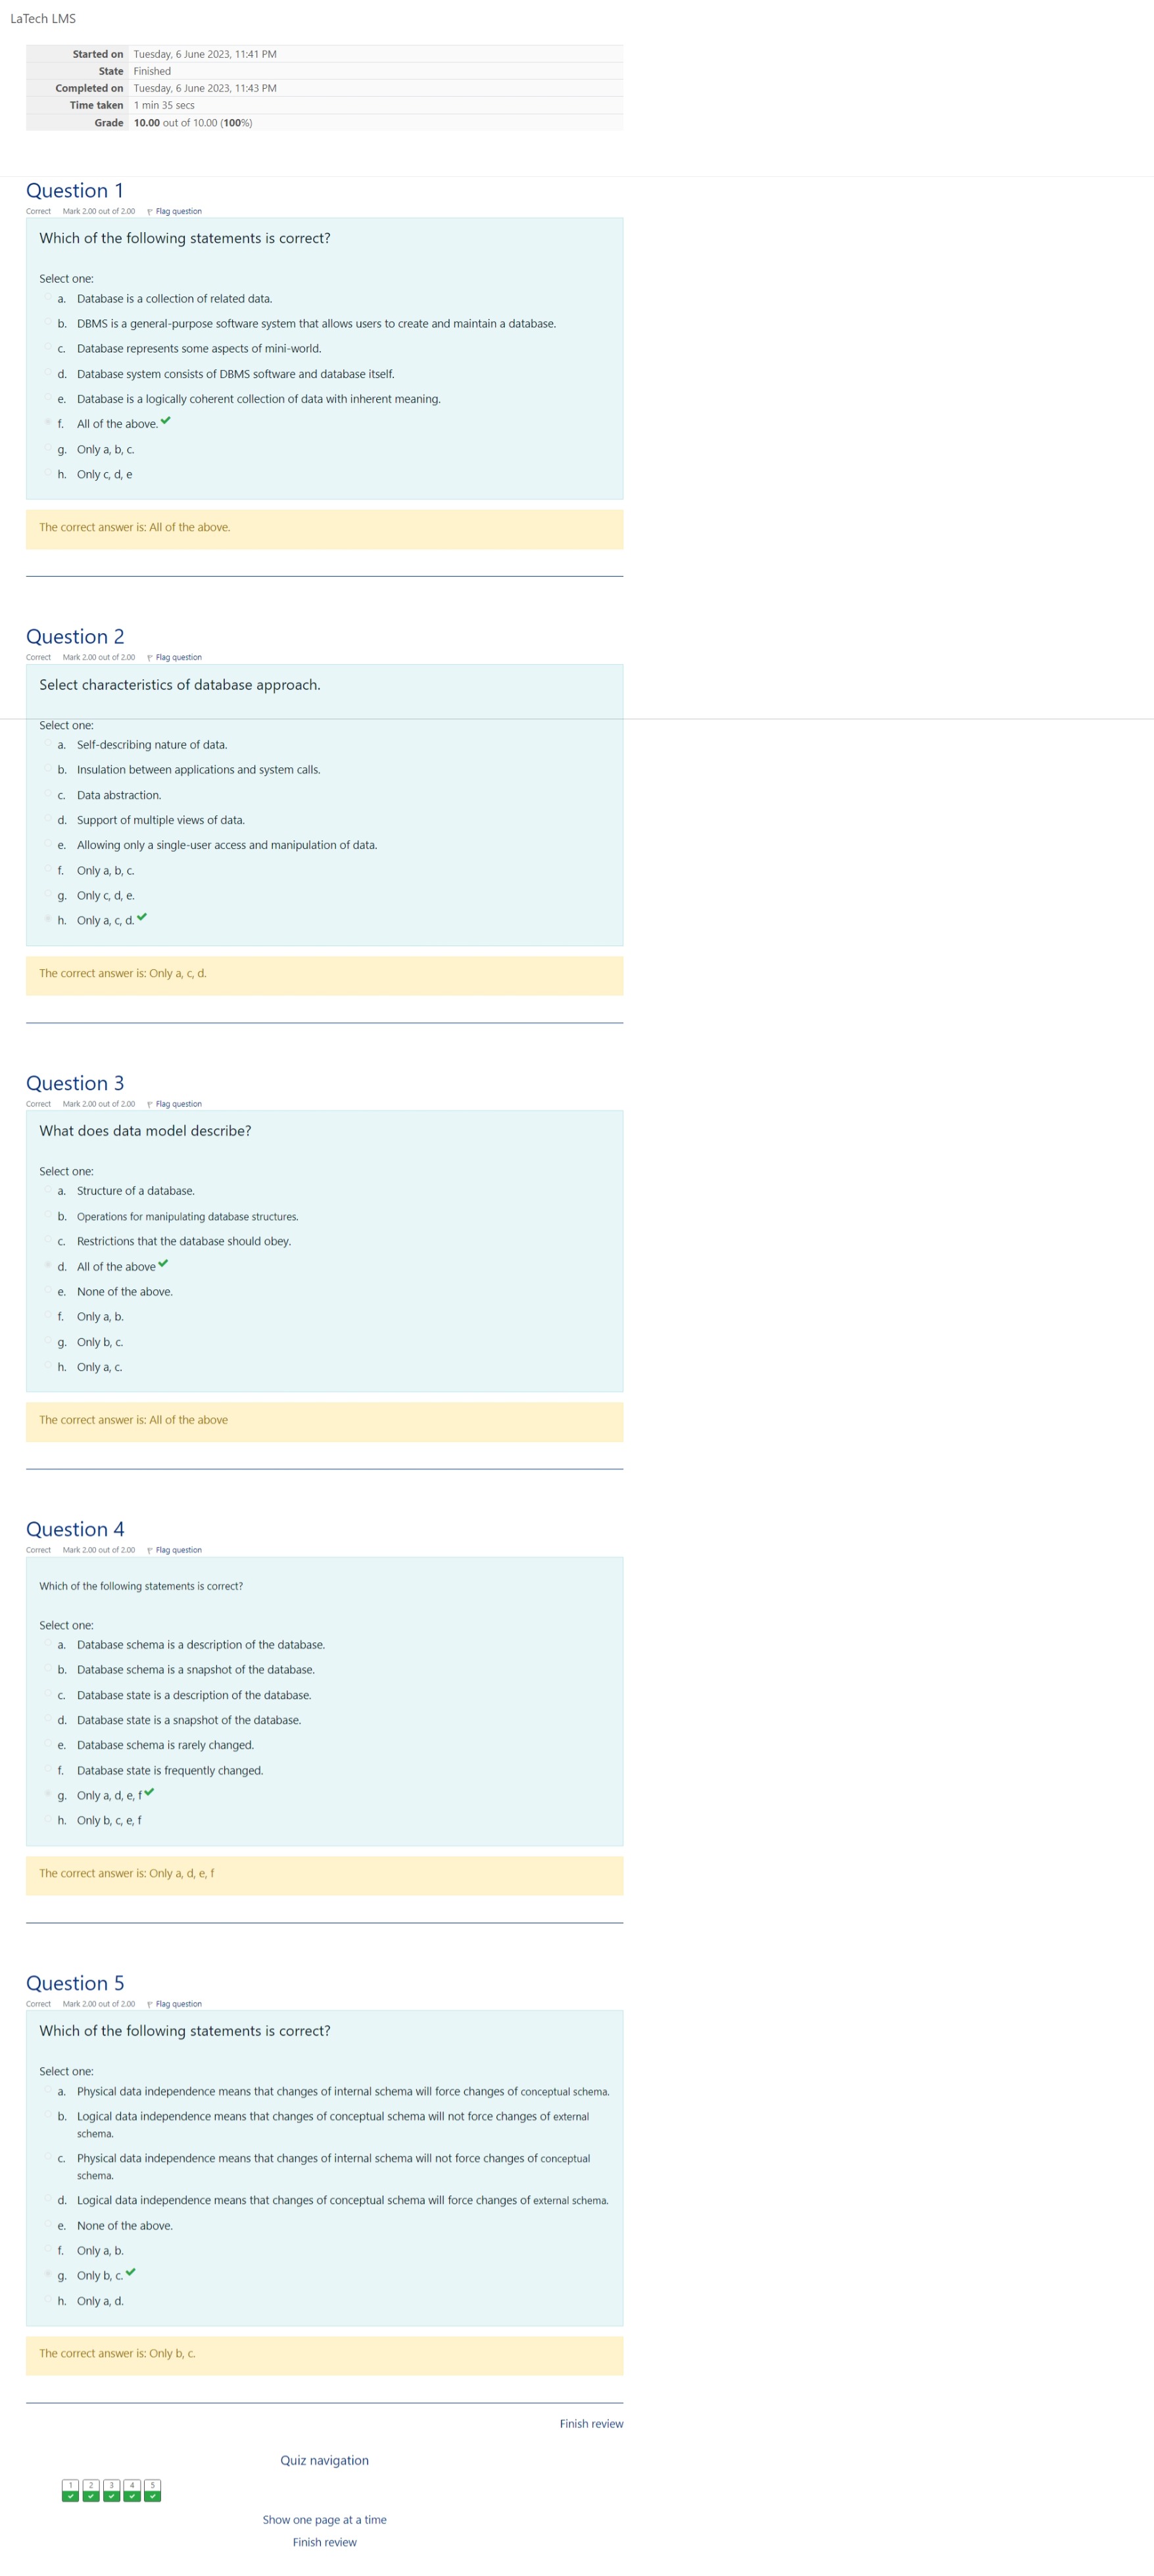 LaTech LMS
Started on Tuesday, 6 June 2023, 11:41 PM
State Finished
Completed on Tuesday, 6 June 2023, 11:43 PM
Time taken 1 min 35 secs
Grade 10.00 out of 10.00 (100%)
Question 1
Correct Mark 2.00 out of 2.00 Flag question
Which of the following statements is correct?
Select one:
a. Database is a collection of related data.
b. DBMS is a general-purpose software system that allows users to create and maintain a database.
c. Database represents some aspects of mini-world.
d. Database system consists of DBMS software and database itself.
e. Database is a logically coherent collection of data with inherent meaning.
f. All of the above.
g. Only a, b, c.
h. Only c, d, e
The correct answer is: All of the above.
Question 2
Correct Mark 2.00 out of 2.00 Flag question
Select characteristics of database approach.
Select one:
a. Self-describing nature of data.
b. Insulation between applications and system calls.
c. Data abstraction.
d. Support of multiple views of data.
e. Allowing only a single-user access and manipulation of data.
f. Only a, b, c.
g. Only c, d, e.
h. Only a, c, d.
The correct answer is: Only a, c, d.
Question 3
Correct Mark 2.00 out of 2.00 Flag question
What does data model describe?
Select one:
a. Structure of a database.
b. Operations for manipulating database structures.
c. Restrictions that the database should obey.
d. All of the above
e. None of the above.
f. Only a, b.
g. Only b, c.
h. Only a, c.
The correct answer is: All of the above
Question 4
Correct Mark 2.00 out of 2.00 Flag question
Which of the following statements is correct?
Select one:
a. Database schema is a description of the database.
b. Database schema is a snapshot of the database.
c. Database state is a description of the database.
d. Database state is a snapshot of the database.
e. Database schema is rarely changed.
f. Database state is frequently changed.
g. Only a, d, e, f
h. Only b, c, e, f
The correct answer is: Only a, d, e, f
Question 5
Correct Mark 2.00 out of 2.00 Flag question
Which of the following statements is correct?
Select one:
a. Physical data independence means that changes of internal schema will force changes of conceptual schema.
b. Logical data independence means that changes of conceptual schema will not force changes of external
schema.
c. Physical data independence means that changes of internal schema will not force changes of conceptual
schema.
d. Logical data independence means that changes of conceptual schema will force changes of external schema.
e. None of the above.
f. Only a, b.
g. Only b, c.
h. Only a, d.
The correct answer is: Only b, c.
Finish review
Quiz navigation
1 2 3 4 5
Show one page at a time
Finish review